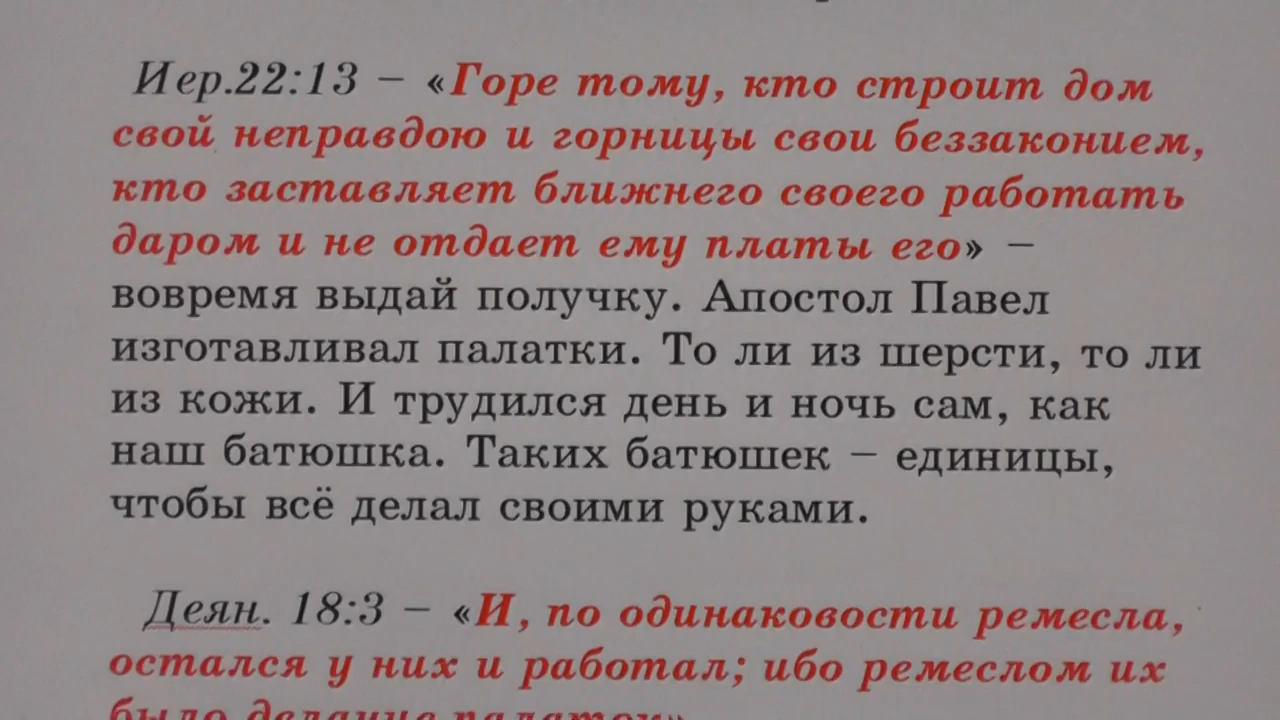 Иер.22:13 – «Горе тому, кто строит дом
свой неправдою и горницы свои беззаконием,
кто заставляет ближнего своего работать
даром и не отдает ему платы его» –
вовремя выдай получку. Апостол Павел
изготавливал палатки. То ли из шерсти, то ли
из кожи. И трудился день и ночь сам, как
наш батюшка. Таких батюшек – единицы,
чтобы всё делал своими руками.
Деян. 18:3 – «И, по одинаковости ремесла,
остался у них и работал; ибо ремеслом их
было делание палаток»